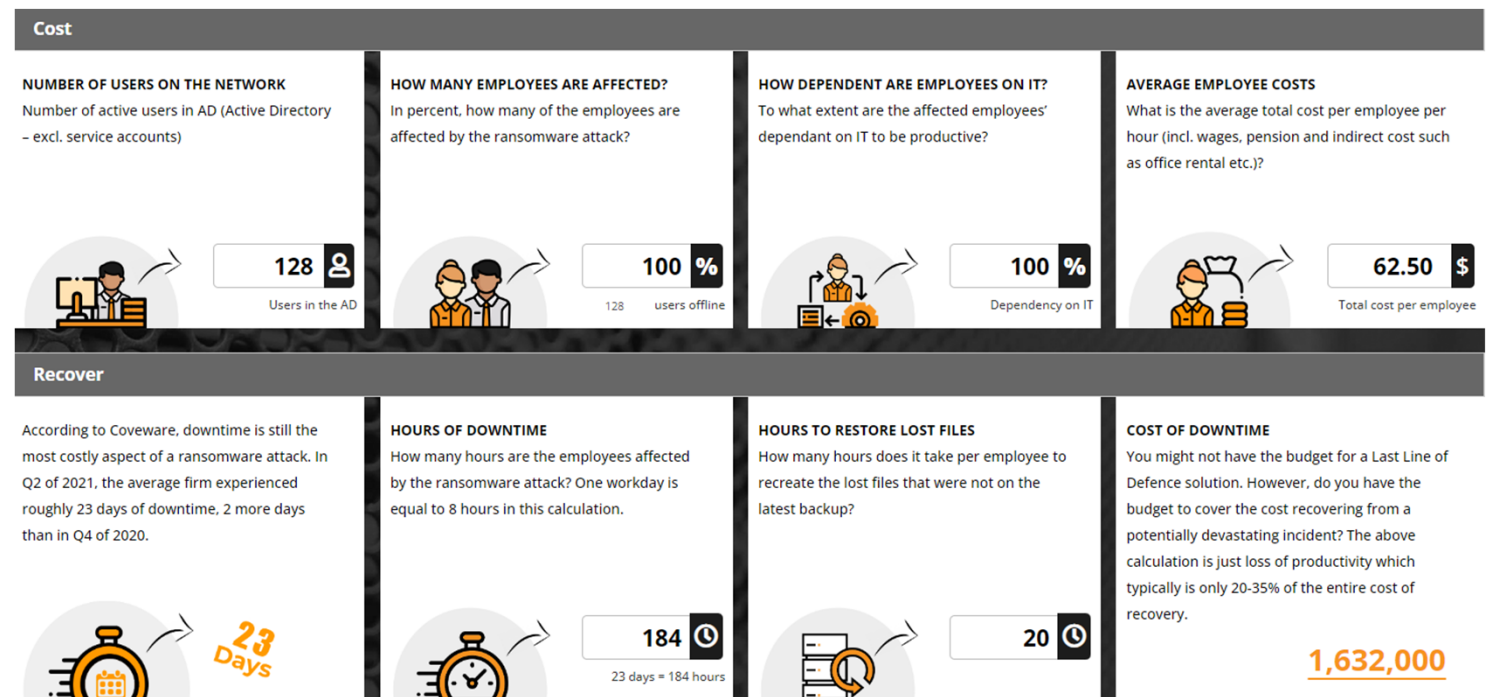 Cost
NUMBER OF USERS ON THE NETWORK
Number of active users in AD (Active Directory
– excl. service accounts)
128
Users in the AD
HOW MANY EMPLOYEES ARE AFFECTED?
In percent, how many of the employees are
affected by the ransomware attack?
100 %
128 users offline
HOW DEPENDENT ARE EMPLOYEES ON IT?
To what extent are the affected employees’
dependant on IT to be productive?
100 %
Dependency on IT
AVERAGE EMPLOYEE COSTS
What is the average total cost per employee per
hour (incl. wages, pension and indirect cost such
as office rental etc.)?
62.50 $
Total cost per employee
Recover
According to Coveware, downtime is still the
most costly aspect of a ransomware attack. In
Q2 of 2021, the average firm experienced
roughly 23 days of downtime, 2 more days
than in Q4 of 2020.
23
Days
HOURS OF DOWNTIME
How many hours are the employees affected
by the ransomware attack? One workday is
equal to 8 hours in this calculation.
184
23 days = 184 hours
HOURS TO RESTORE LOST FILES
How many hours does it take per employee to
recreate the lost files that were not on the
latest backup?
20
COST OF DOWNTIME
You might not have the budget for a Last Line of
Defence solution. However, do you have the
budget to cover the cost recovering from a
potentially devastating incident? The above
calculation is just loss of productivity which
typically is only 20-35% of the entire cost of
recovery.
1,632,000